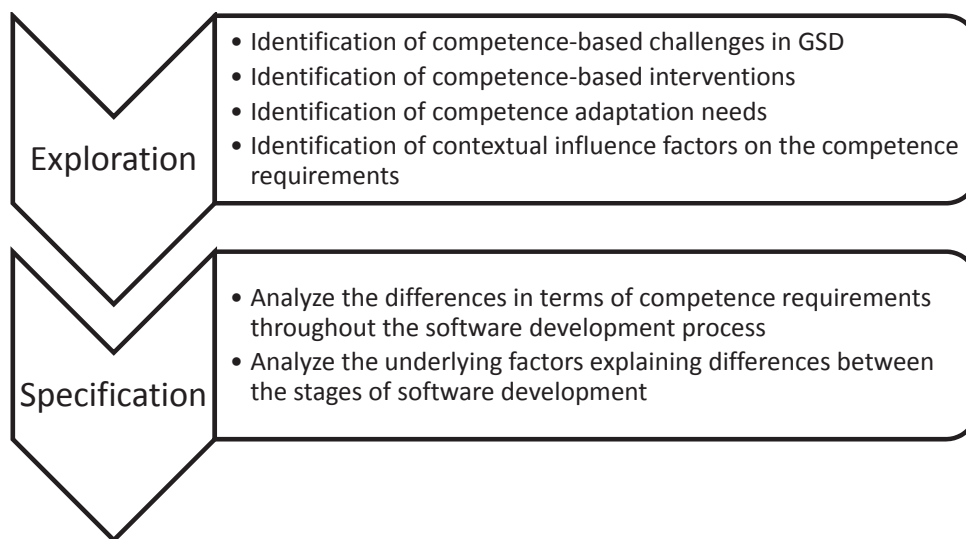 Exploration
• Identification of competence-based challenges in GSD
• Identification of competence-based interventions
• Identification of competence adaptation needs
• Identification of contextual influence factors on the competence
requirements
Specification
• Analyze the differences in terms of competence requirements
throughout the software development process
• Analyze the underlying factors explaining differences between
the stages of software development